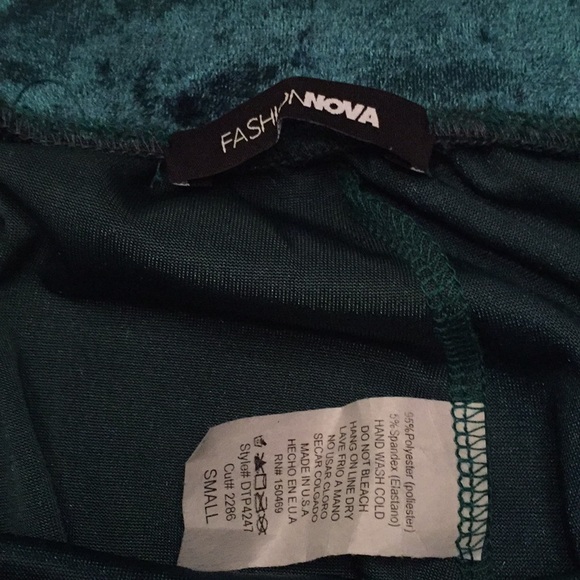 FASHIONNOVA
95%Polyester (poliester)
5% Spandex (Elastano)
HAND WASH COLD
DO NOT BLEACH
HANG ON LINE DRY
LAVE FRIO A MANO
NO USAR CLORO
SECAR COLGADO
MADE IN U.S.A
HECHO EN E.U.A
RN# 150469
Style# DTP4247
Cut# 2286
SMALL